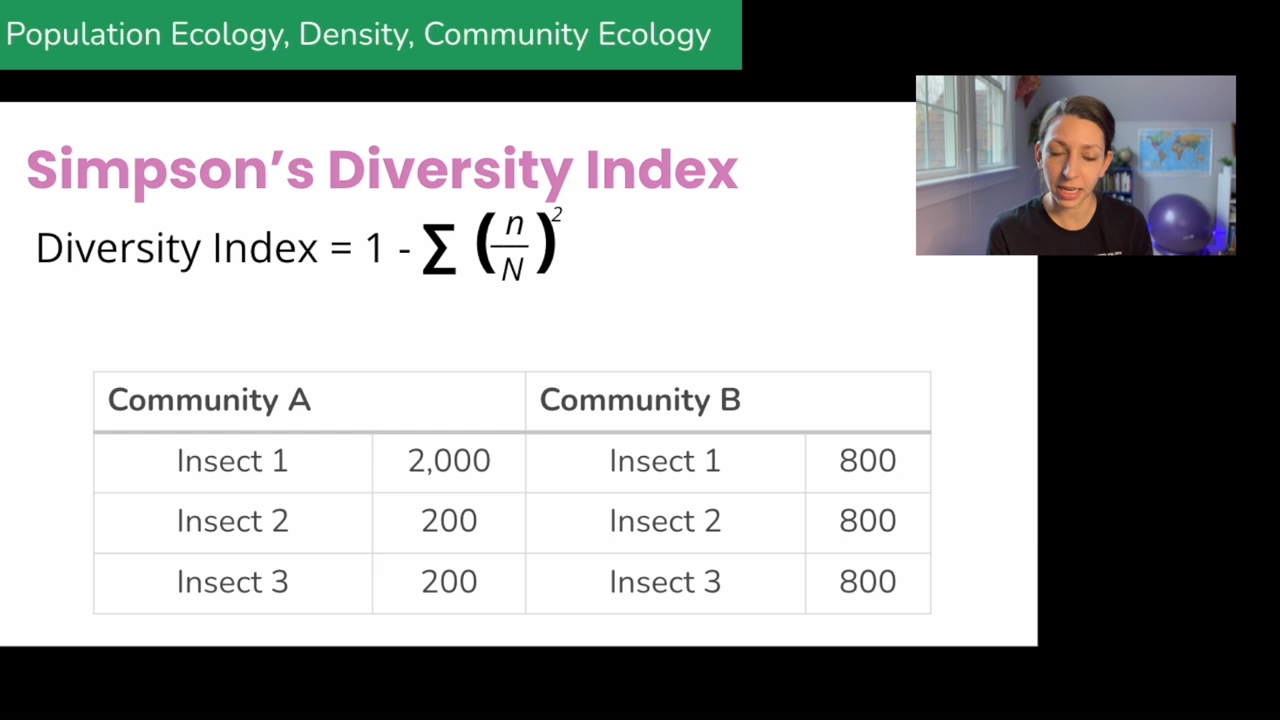 Population Ecology, Density, Community Ecology
Simpson's Diversity Index
Diversity Index = 1 - Σ (n/N)²
Community A Community B
Insect 1 2,000 Insect 1 800
Insect 2 200 Insect 2 800
Insect 3 200 Insect 3 800